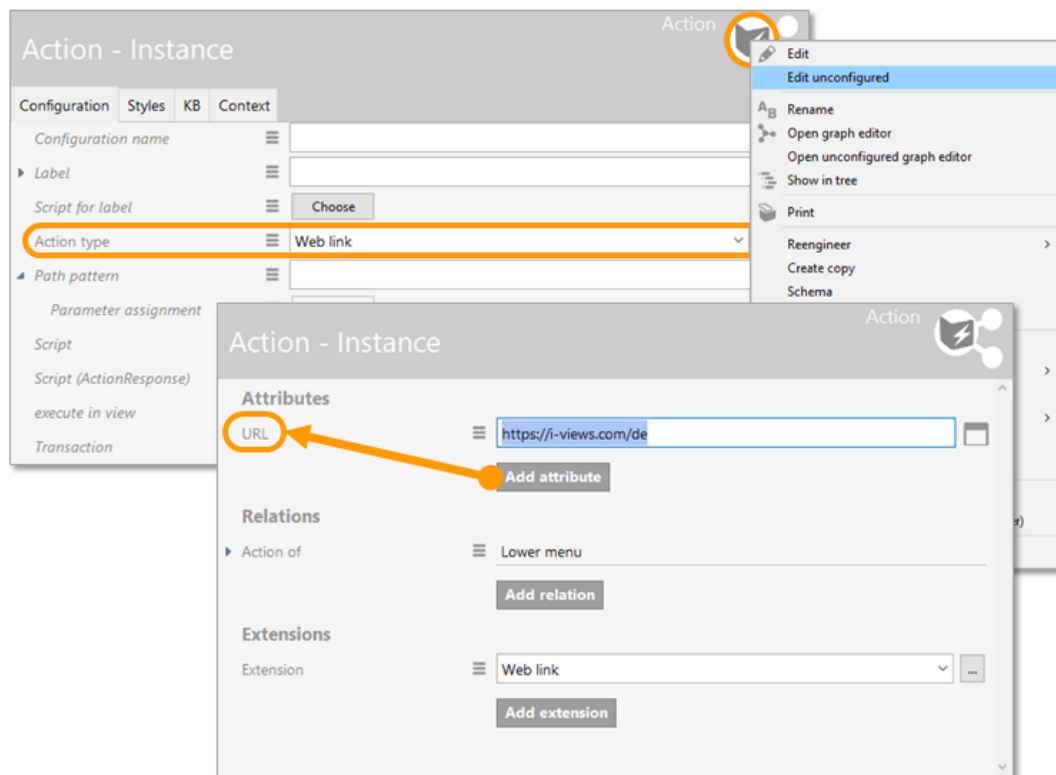 Action
Action - Instance
Configuration Styles KB Context
Configuration name
Label
Script for label Choose
Action type Web link
Path pattern
Parameter assignment
Script
Script (ActionResponse)
execute in view
Transaction
Edit
Edit unconfigured
Rename
Open graph editor
Open unconfigured graph editor
Show in tree
Print
Reengineer
Create copy
Schema
Action
Action - Instance
Attributes
URL https://i-views.com/de
Add attribute
Relations
Action of Lower menu
Add relation
Extensions
Extension Web link ...
Add extension